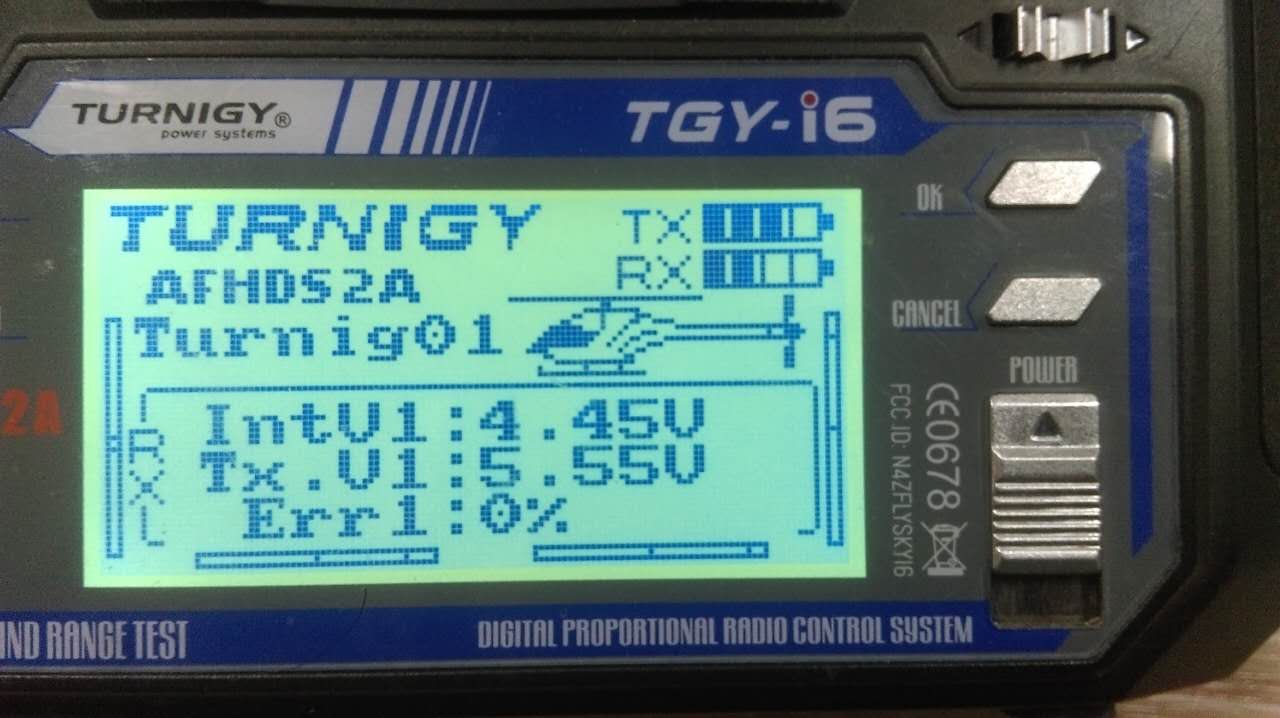 TURNIGY®
power systems
TGY-i6
OK
CANCEL
POWER
TURNIGY
TX
AFHDS2A
RX
Turnig01
IntV1:4.45V
Tx.V1:5.55V
Err1:0%
2A
CE0678
FCC ID: N4ZFLYSKYI6
RANGE TEST
DIGITAL PROPORTIONAL RADIO CONTROL SYSTEM